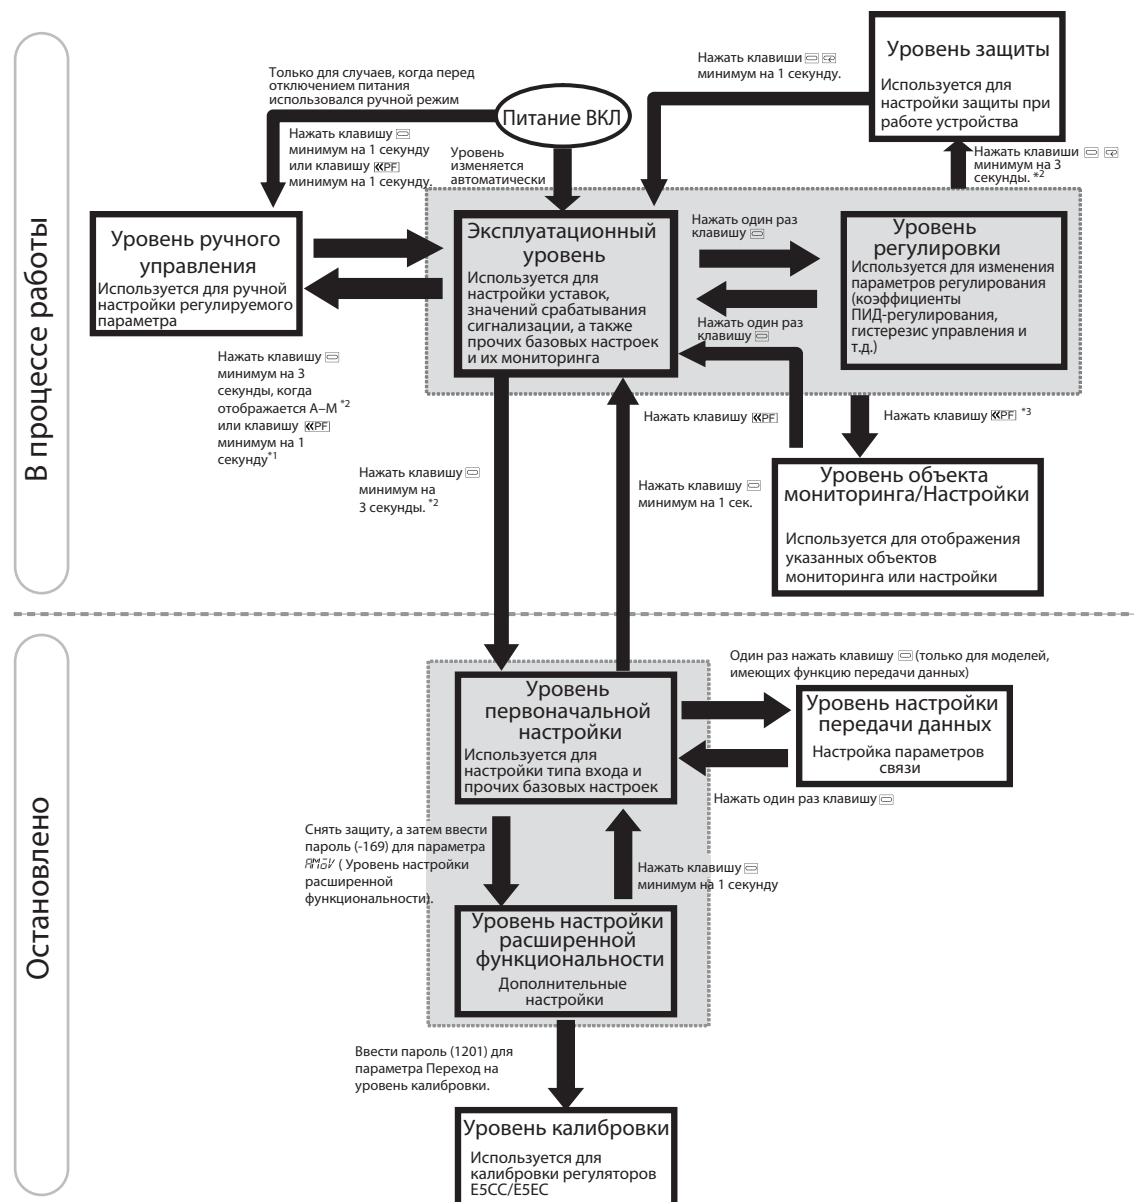 В процессе работы
Только для случаев, когда перед
отключением питания
использовался ручной режим
Питание ВКЛ
Нажать клавиши
минимум на 1 секунду.
Уровень защиты
Используется для
настройки защиты при
работе устройства
Нажать клавишу
минимум на 1 секунду
или клавишу PF
минимум на 1 секунду.
Уровень
изменяется
автоматически
Нажать клавиши
минимум на 3
секунды. *2
Уровень ручного
управления
Используется для ручной
настройки регулируемого
параметра
Эксплуатационный
уровень
Используется для
настройки уставок,
значений срабатывания
сигнализации, а также
прочих базовых настроек
и их мониторинга
Нажать один раз
клавишу
Нажать один раз
клавишу
Уровень
регулировки
Используется для изменения
параметров регулирования
(коэффициенты
ПИД-регулирования,
гистерезис управления и
т.д.)
Нажать клавишу
минимум на 3
секунды, когда
отображается A–M *2
или клавишу PF
минимум на 1
секунду*1
Нажать клавишу PF
Нажать клавишу PF *3
Нажать клавишу
минимум на
3 секунды. *2
Нажать клавишу
минимум на 1 сек.
Уровень объекта
мониторинга/Настройки
Используется для отображения
указанных объектов
мониторинга или настройки
Остановлено
Уровень
первоначальной
настройки
Используется для
настройки типа входа и
прочих базовых настроек
Один раз нажать клавишу (только для моделей,
имеющих функцию передачи данных)
Уровень настройки
передачи данных
Настройка параметров
связи
Нажать один раз клавишу
Снять защиту, а затем ввести
пароль (-169) для параметра
AMoV ( Уровень настройки
расширенной
функциональности).
Нажать клавишу
минимум на 1 секунду
Уровень настройки
расширенной
функциональности
Дополнительные
настройки
Ввести пароль (1201) для
параметра Переход на
уровень калибровки.
Уровень калибровки
Используется для
калибровки регуляторов
E5CC/E5EC